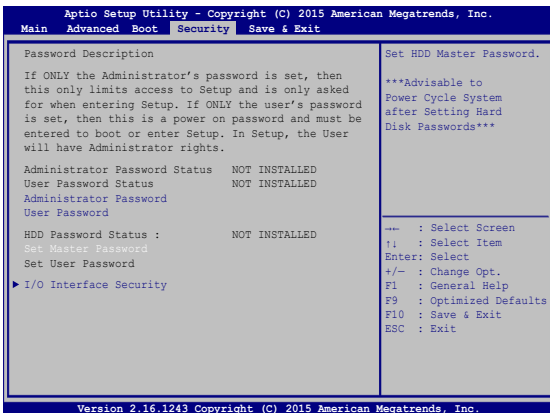 Aptio Setup Utility - Copyright (C) 2015 American Megatrends, Inc.
Main Advanced Boot Security Save & Exit
Password Description
If ONLY the Administrator's password is set, then
this only limits access to Setup and is only asked
for when entering Setup. If ONLY the user's password
is set, then this is a power on password and must be
entered to boot or enter Setup. In Setup, the User
will have Administrator rights.
Administrator Password Status NOT INSTALLED
User Password Status NOT INSTALLED
Administrator Password
User Password
HDD Password Status : NOT INSTALLED
Set Master Password
Set User Password
I/O Interface Security
Set HDD Master Password.
***Advisable to
Power Cycle System
after Setting Hard
Disk Passwords***
→← : Select Screen
↑↓ : Select Item
Enter: Select
+/— : Change Opt.
F1 : General Help
F9 : Optimized Defaults
F10 : Save & Exit
ESC : Exit
Version 2.16.1243 Copyright (C) 2015 American Megatrends, Inc.